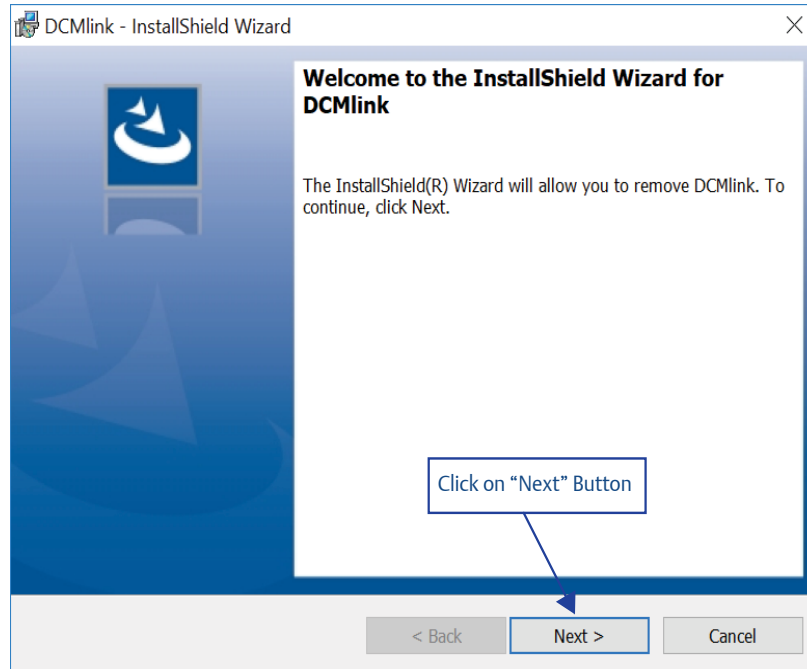 DCMlink - InstallShield Wizard
Welcome to the InstallShield Wizard for
DCMlink
The InstallShield(R) Wizard will allow you to remove DCMlink. To
continue, click Next.
Click on “Next” Button
< Back
Next >
Cancel